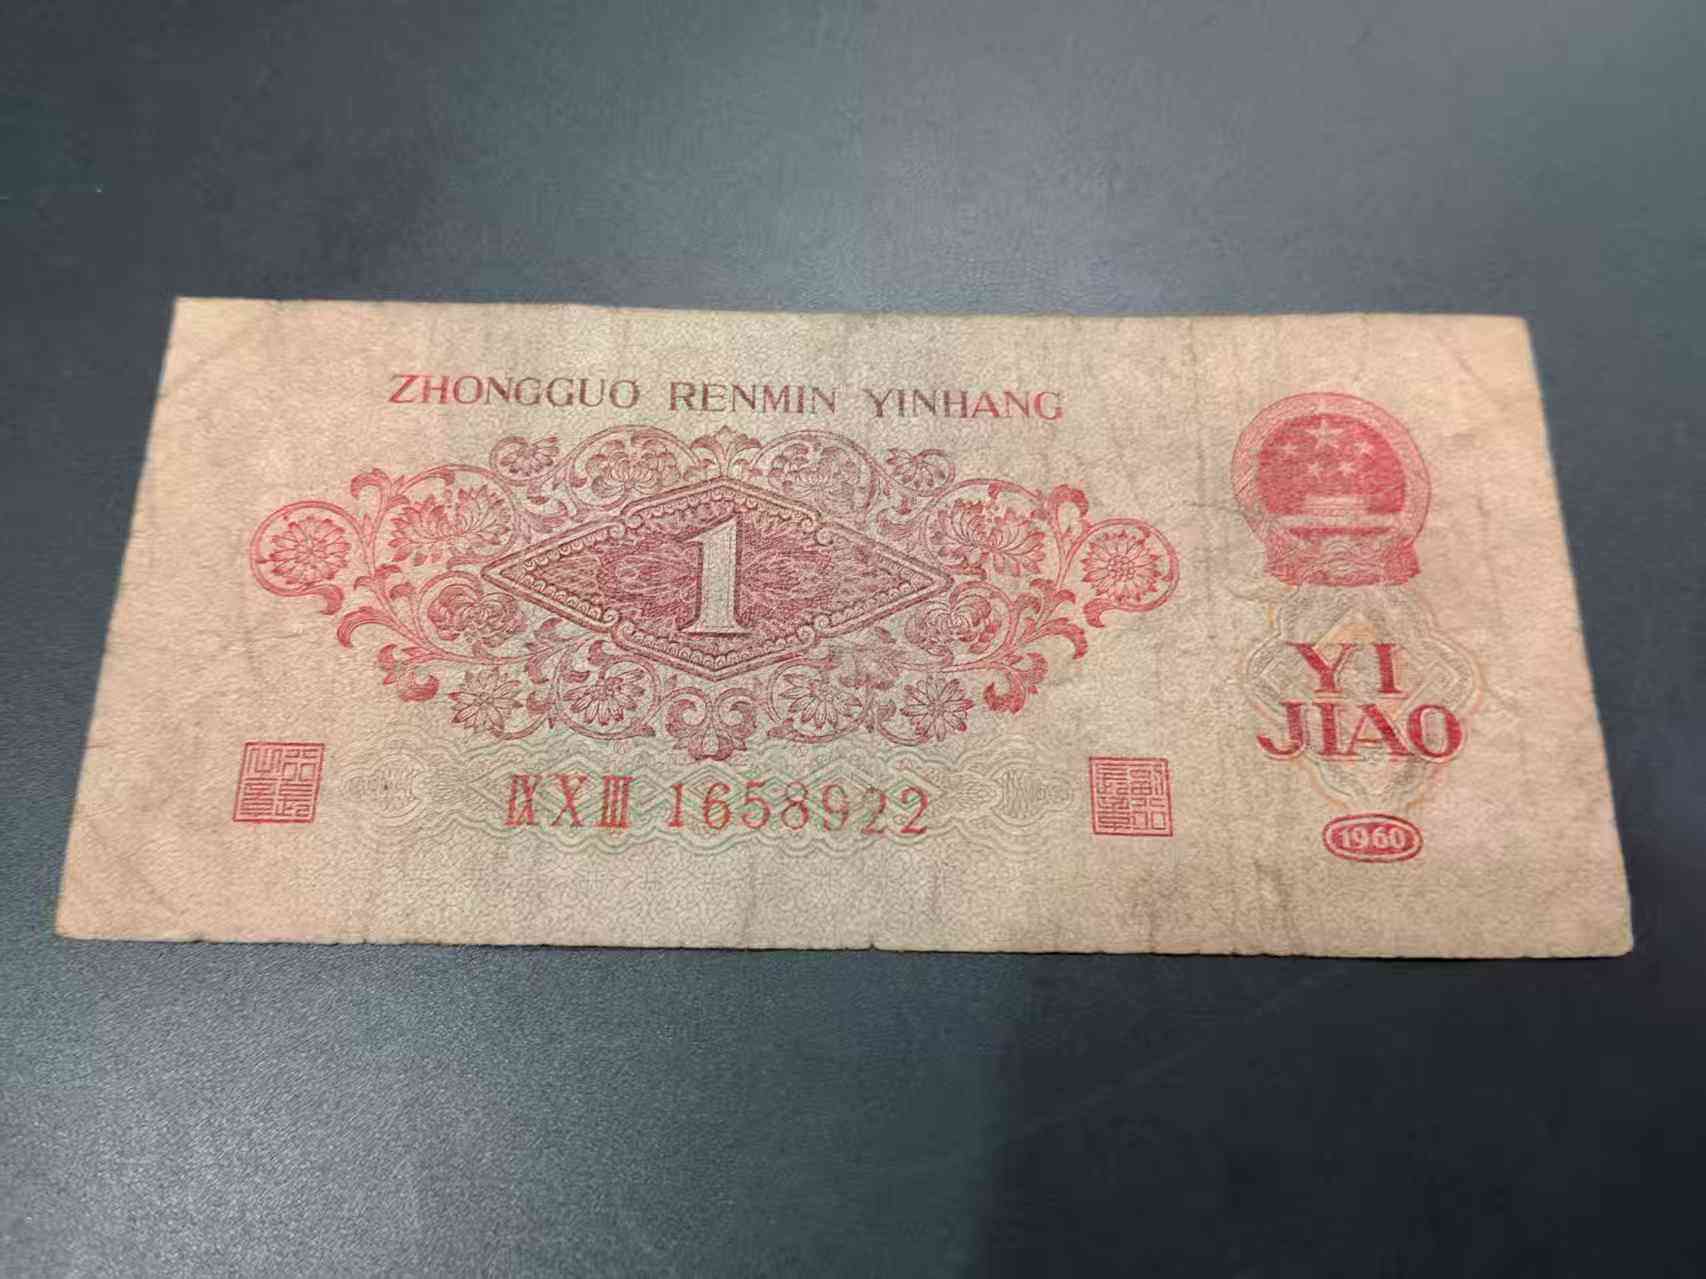 ZHONGGUO RENMIN YINHANG
1
YI
JIAO
ⅨⅩⅢ 1658922
1960